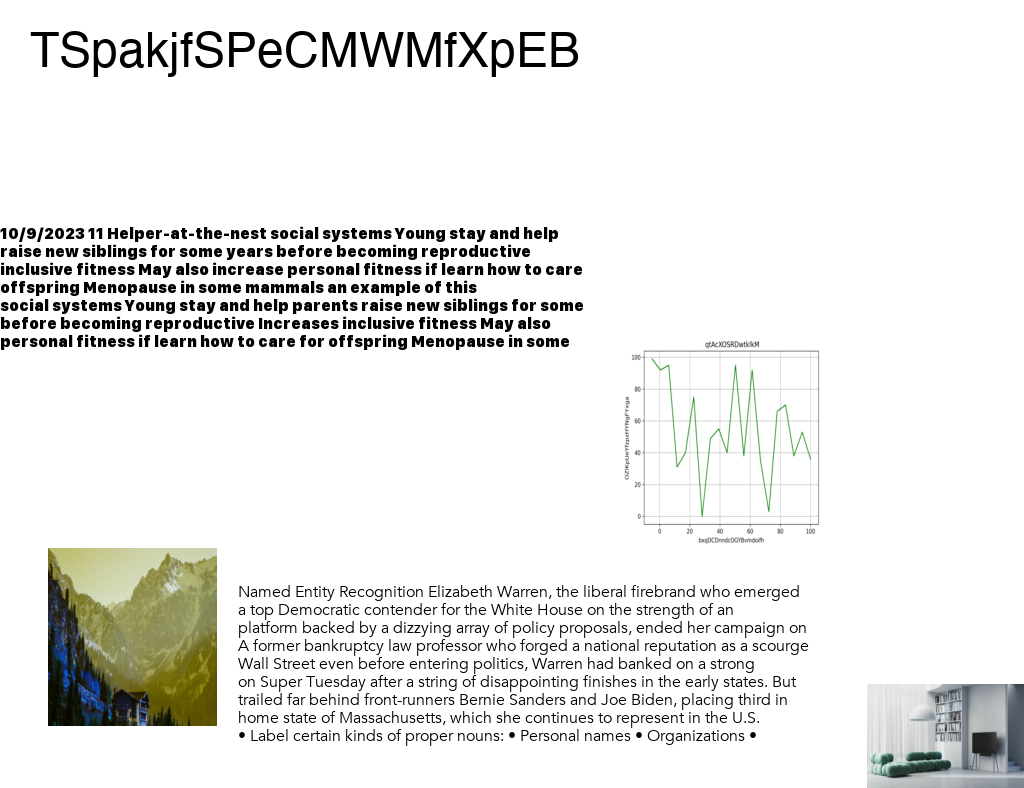 TSpakjfSPeCMWMfXpEB
10/9/2023 11 Helper-at-the-nest social systems Young stay and help
raise new siblings for some years before becoming reproductive
inclusive fitness May also increase personal fitness if learn how to care
offspring Menopause in some mammals an example of this
social systems Young stay and help parents raise new siblings for some
before becoming reproductive Increases inclusive fitness May also
personal fitness if learn how to care for offspring Menopause in some
qtAcXOSRDwtklkM
100
80
60
40
20
0
0 20 40 60 80 100
Named Entity Recognition Elizabeth Warren, the liberal firebrand who emerged
a top Democratic contender for the White House on the strength of an
platform backed by a dizzying array of policy proposals, ended her campaign on
A former bankruptcy law professor who forged a national reputation as a scourge
Wall Street even before entering politics, Warren had banked on a strong
on Super Tuesday after a string of disappointing finishes in the early states. But
trailed far behind front-runners Bernie Sanders and Joe Biden, placing third in
home state of Massachusetts, which she continues to represent in the U.S.
• Label certain kinds of proper nouns: • Personal names • Organizations •